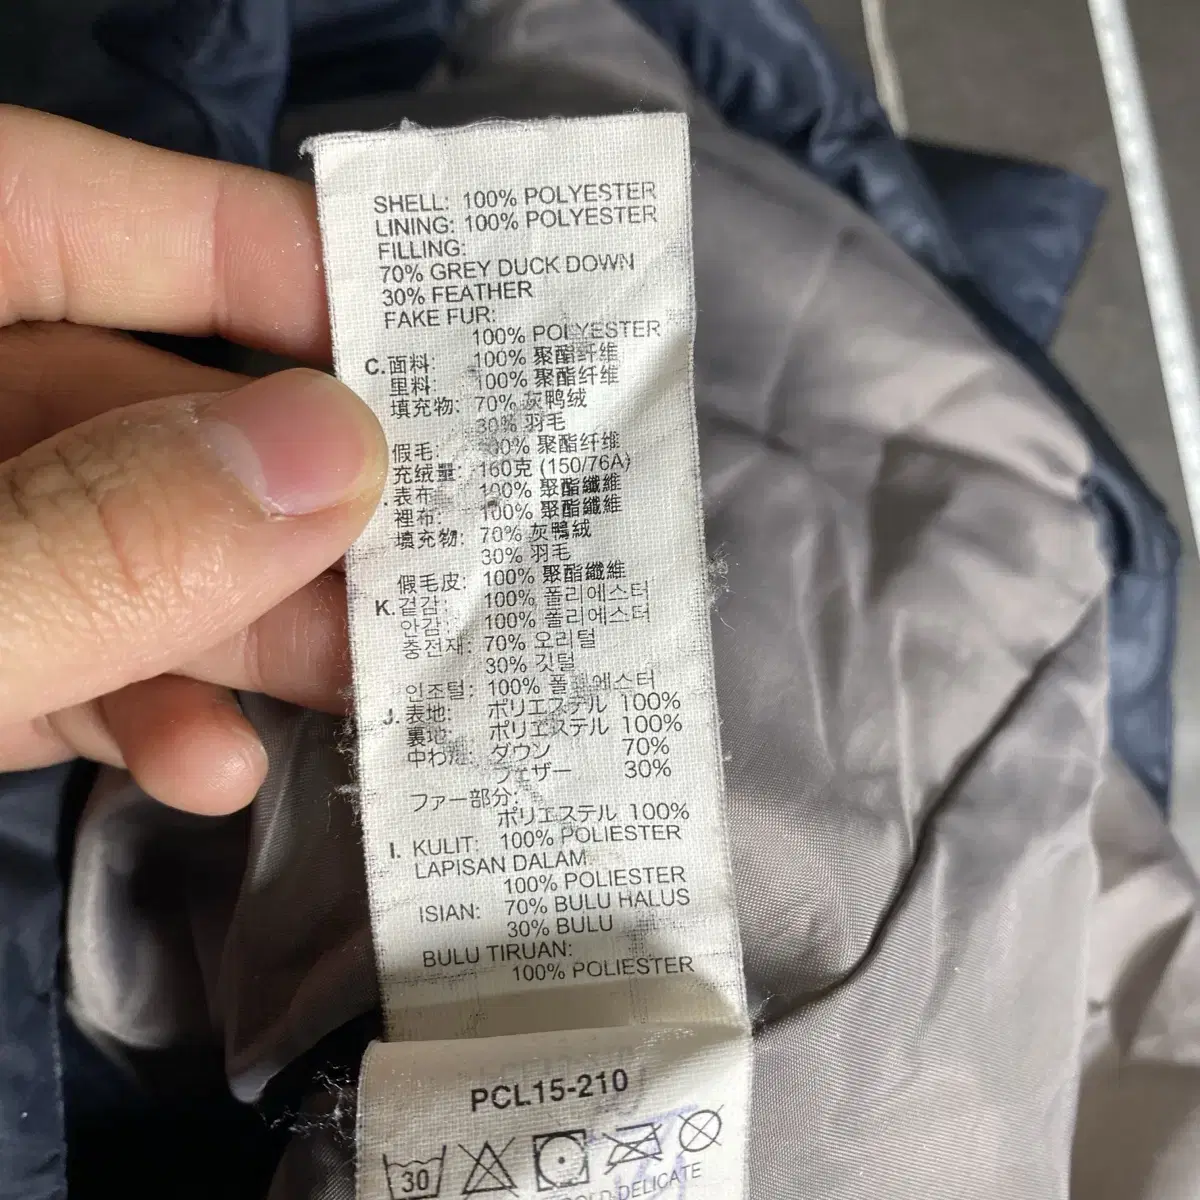 SHELL: 100% POLYESTER
LINING: 100% POLYESTER
FILLING:
70% GREY DUCK DOWN
30% FEATHER
FAKE FUR:
100% POLYESTER
C. 面料: 100% 聚酯纤维
里料: 100% 聚酯纤维
填充物: 70% 灰鸭绒
30% 羽毛
假毛: 100% 聚酯纤维
充绒量: 160克 (150/76A)
表布: 100% 聚酯纖維
裡布: 100% 聚酯纖維
填充物: 70% 灰鴨絨
30% 羽毛
假毛皮: 100% 聚酯纖維
K. 겉감: 100% 폴리에스터
안감: 100% 폴리에스터
충전재: 70% 오리털
30% 깃털
인조털: 100% 폴리에스터
J. 表地: ポリエステル 100%
裏地: ポリエステル 100%
中わた: ダウン 70%
フェザー 30%
ファー部分:
ポリエステル 100%
I. KULIT: 100% POLIESTER
LAPISAN DALAM:
100% POLIESTER
ISIAN: 70% BULU HALUS
30% BULU
BULU TIRUAN:
100% POLIESTER
PCL15-210
30
DELICATE